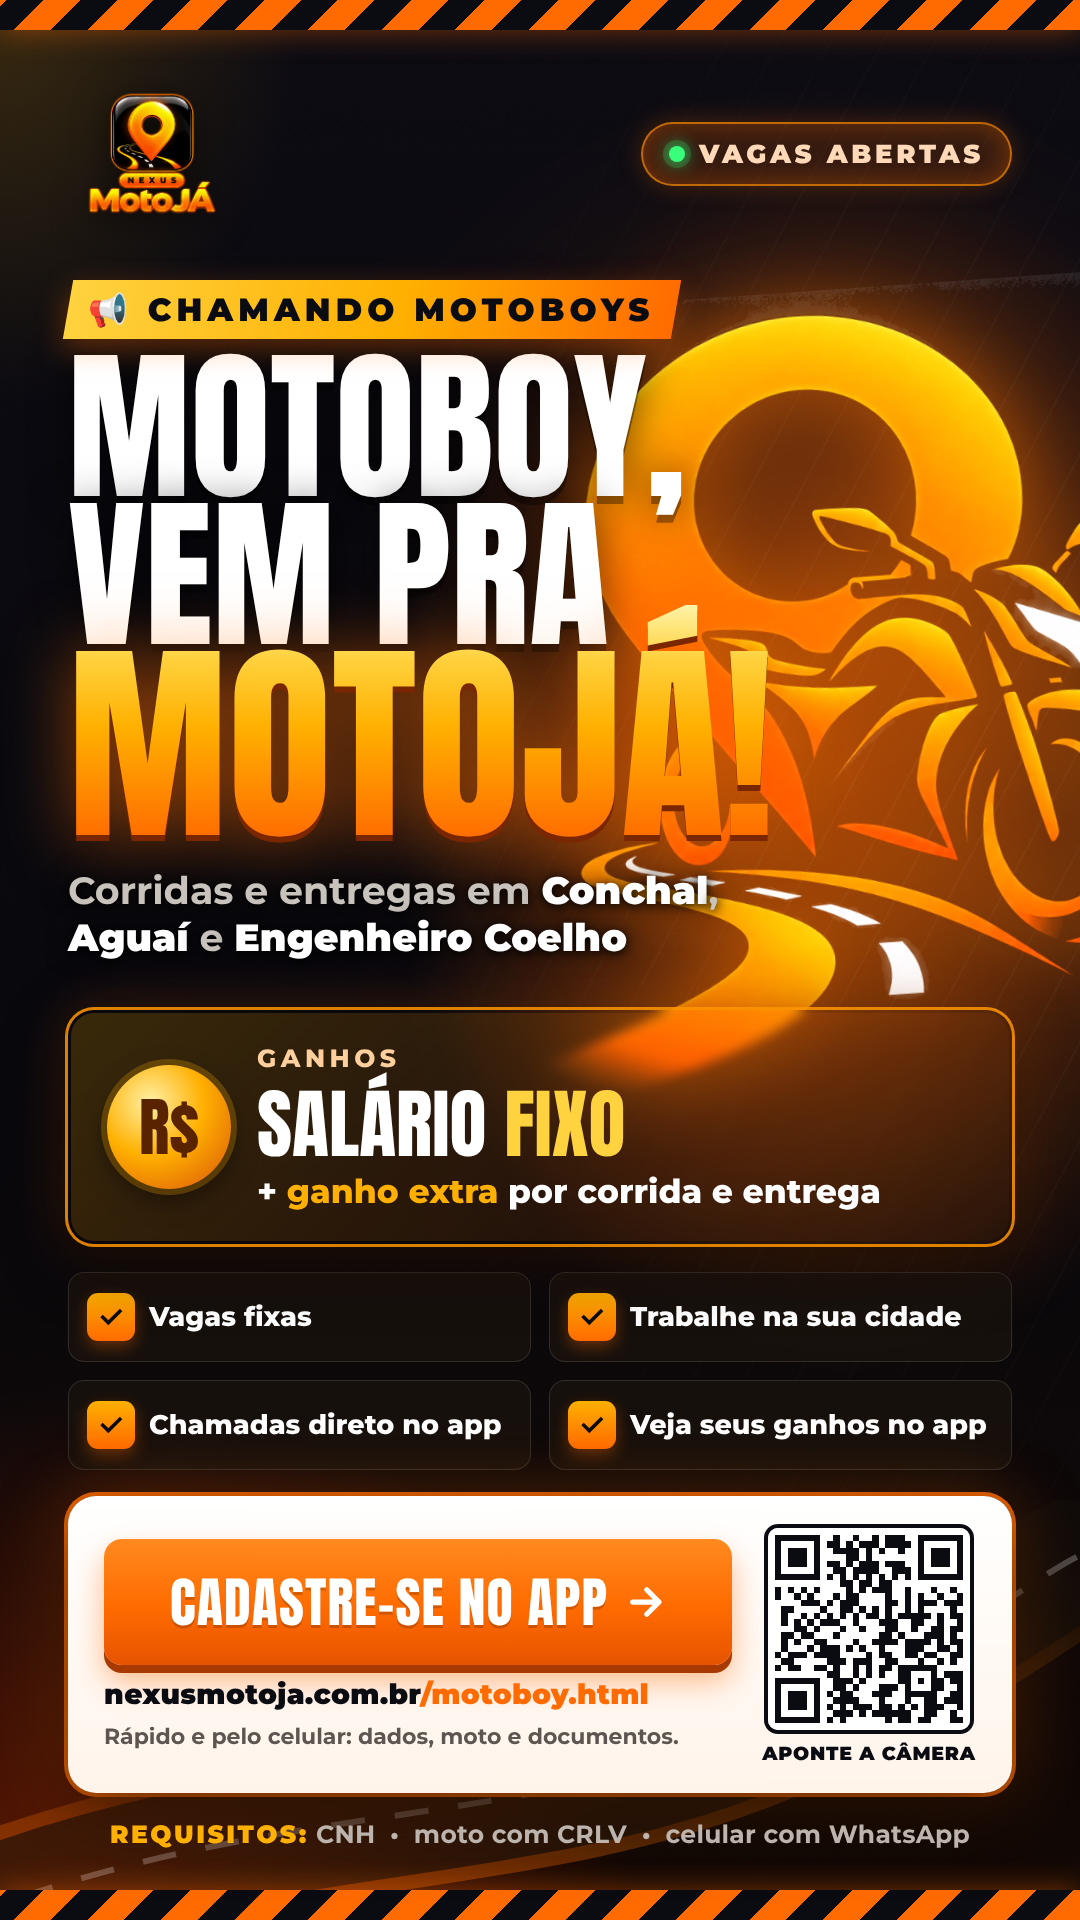 NEXUS
MotoJÁ
VAGAS ABERTAS
CHAMANDO MOTOBOYS
MOTOBOY,
VEM PRA
MOTOJÁ!
Corridas e entregas em Conchal,
Aguaí e Engenheiro Coelho
R$
GANHOS
SALÁRIO FIXO
+ ganho extra por corrida e entrega
Vagas fixas
Trabalhe na sua cidade
Chamadas direto no app
Veja seus ganhos no app
CADASTRE-SE NO APP →
nexusmotoja.com.br/motoboy.html
Rápido e pelo celular: dados, moto e documentos.
APONTE A CÂMERA
REQUISITOS: CNH • moto com CRLV • celular com WhatsApp